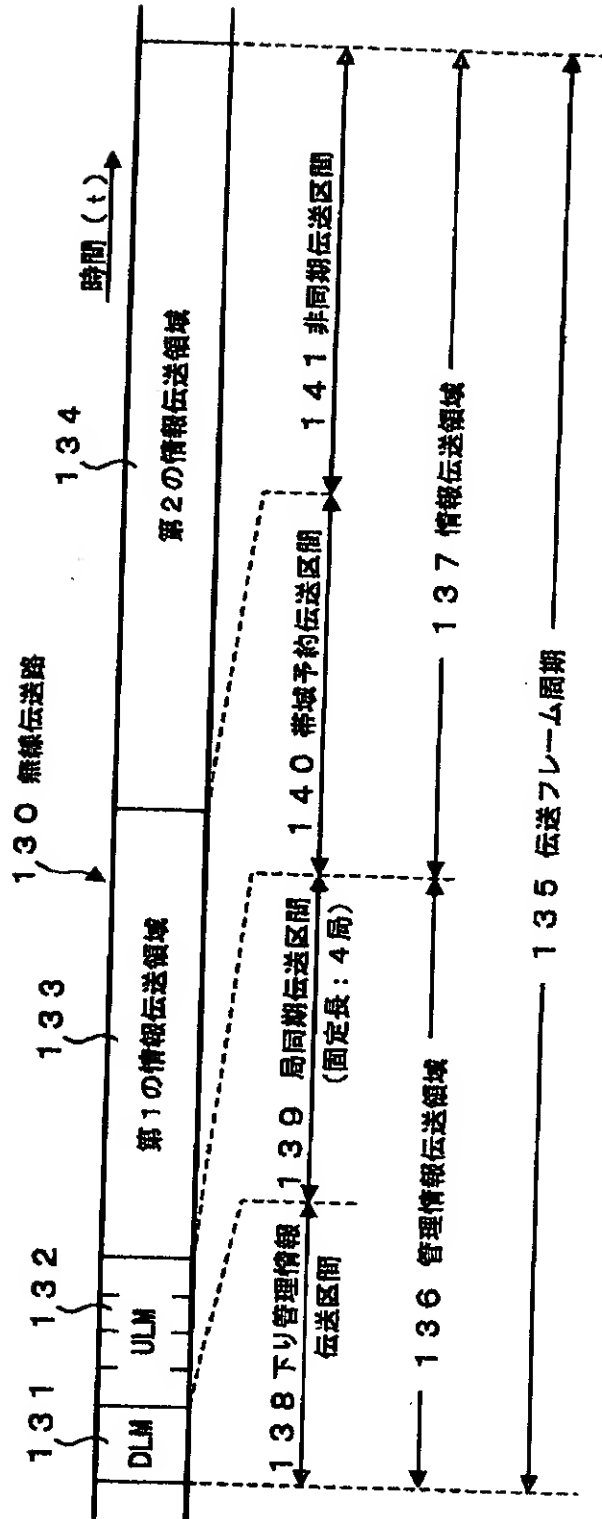 時間 (t)
130 無線伝送路
131
132
133
134
DLM
ULM
第1の情報伝送領域
第2の情報伝送領域
138 下り管理情報
伝送区間
139 局同期伝送区間
(固定長:4局)
140 帯域予約伝送区間
141 非同期伝送区間
136 管理情報伝送領域
137 情報伝送領域
135 伝送フレーム周期